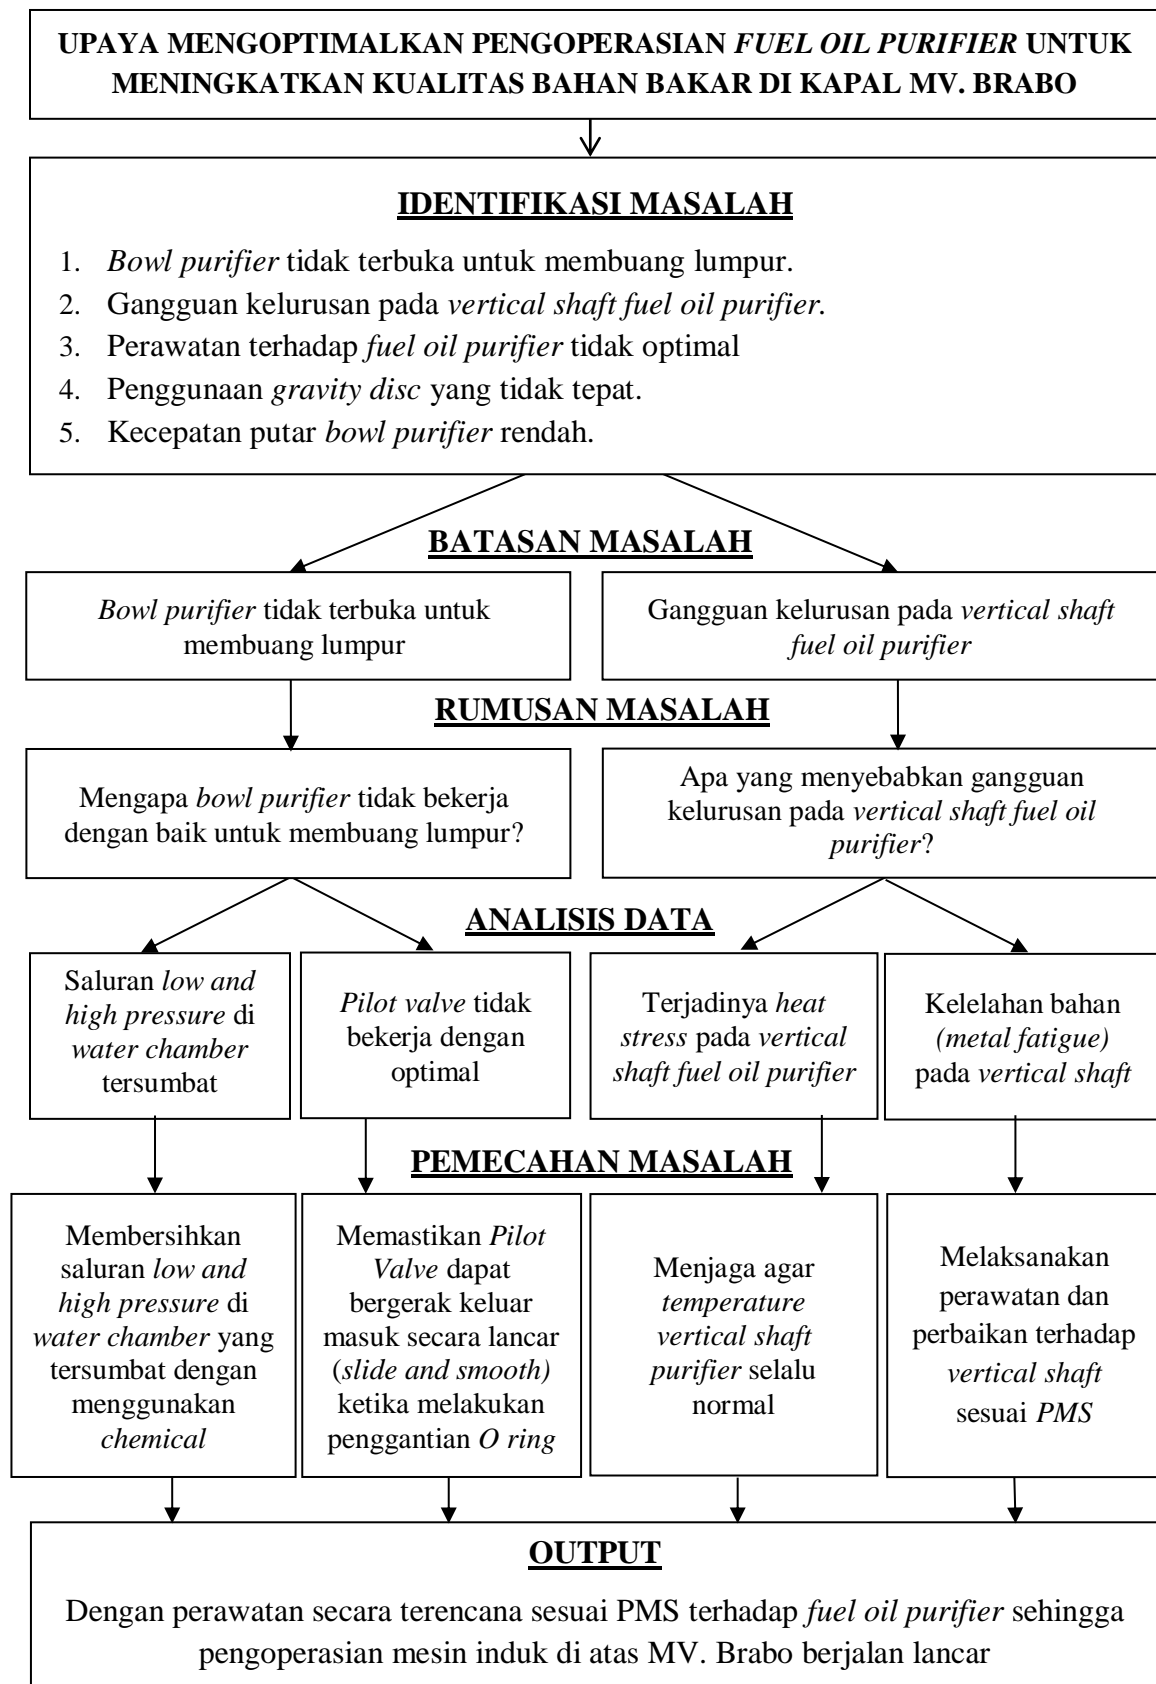 UPAYA MENGOPTIMALKAN PENGOPERASIAN FUEL OIL PURIFIER UNTUK
MENINGKATKAN KUALITAS BAHAN BAKAR DI KAPAL MV. BRABO
IDENTIFIKASI MASALAH
1. Bowl purifier tidak terbuka untuk membuang lumpur.
2. Gangguan kelurusan pada vertical shaft fuel oil purifier.
3. Perawatan terhadap fuel oil purifier tidak optimal
4. Penggunaan gravity disc yang tidak tepat.
5. Kecepatan putar bowl purifier rendah.
BATASAN MASALAH
Bowl purifier tidak terbuka untuk
membuang lumpur
Gangguan kelurusan pada vertical shaft
fuel oil purifier
RUMUSAN MASALAH
Mengapa bowl purifier tidak bekerja
dengan baik untuk membuang lumpur?
Apa yang menyebabkan gangguan
kelurusan pada vertical shaft fuel oil
purifier?
ANALISIS DATA
Saluran low and
high pressure di
water chamber
tersumbat
Pilot valve tidak
bekerja dengan
optimal
Terjadinya heat
stress pada vertical
shaft fuel oil purifier
Kelelahan bahan
(metal fatigue)
pada vertical shaft
PEMECAHAN MASALAH
Membersihkan
saluran low and
high pressure di
water chamber yang
tersumbat dengan
menggunakan
chemical
Memastikan Pilot
Valve dapat
bergerak keluar
masuk secara lancar
(slide and smooth)
ketika melakukan
penggantian O ring
Menjaga agar
temperature
vertical shaft
purifier selalu
normal
Melaksanakan
perawatan dan
perbaikan terhadap
vertical shaft
sesuai PMS
OUTPUT
Dengan perawatan secara terencana sesuai PMS terhadap fuel oil purifier sehingga
pengoperasian mesin induk di atas MV. Brabo berjalan lancar